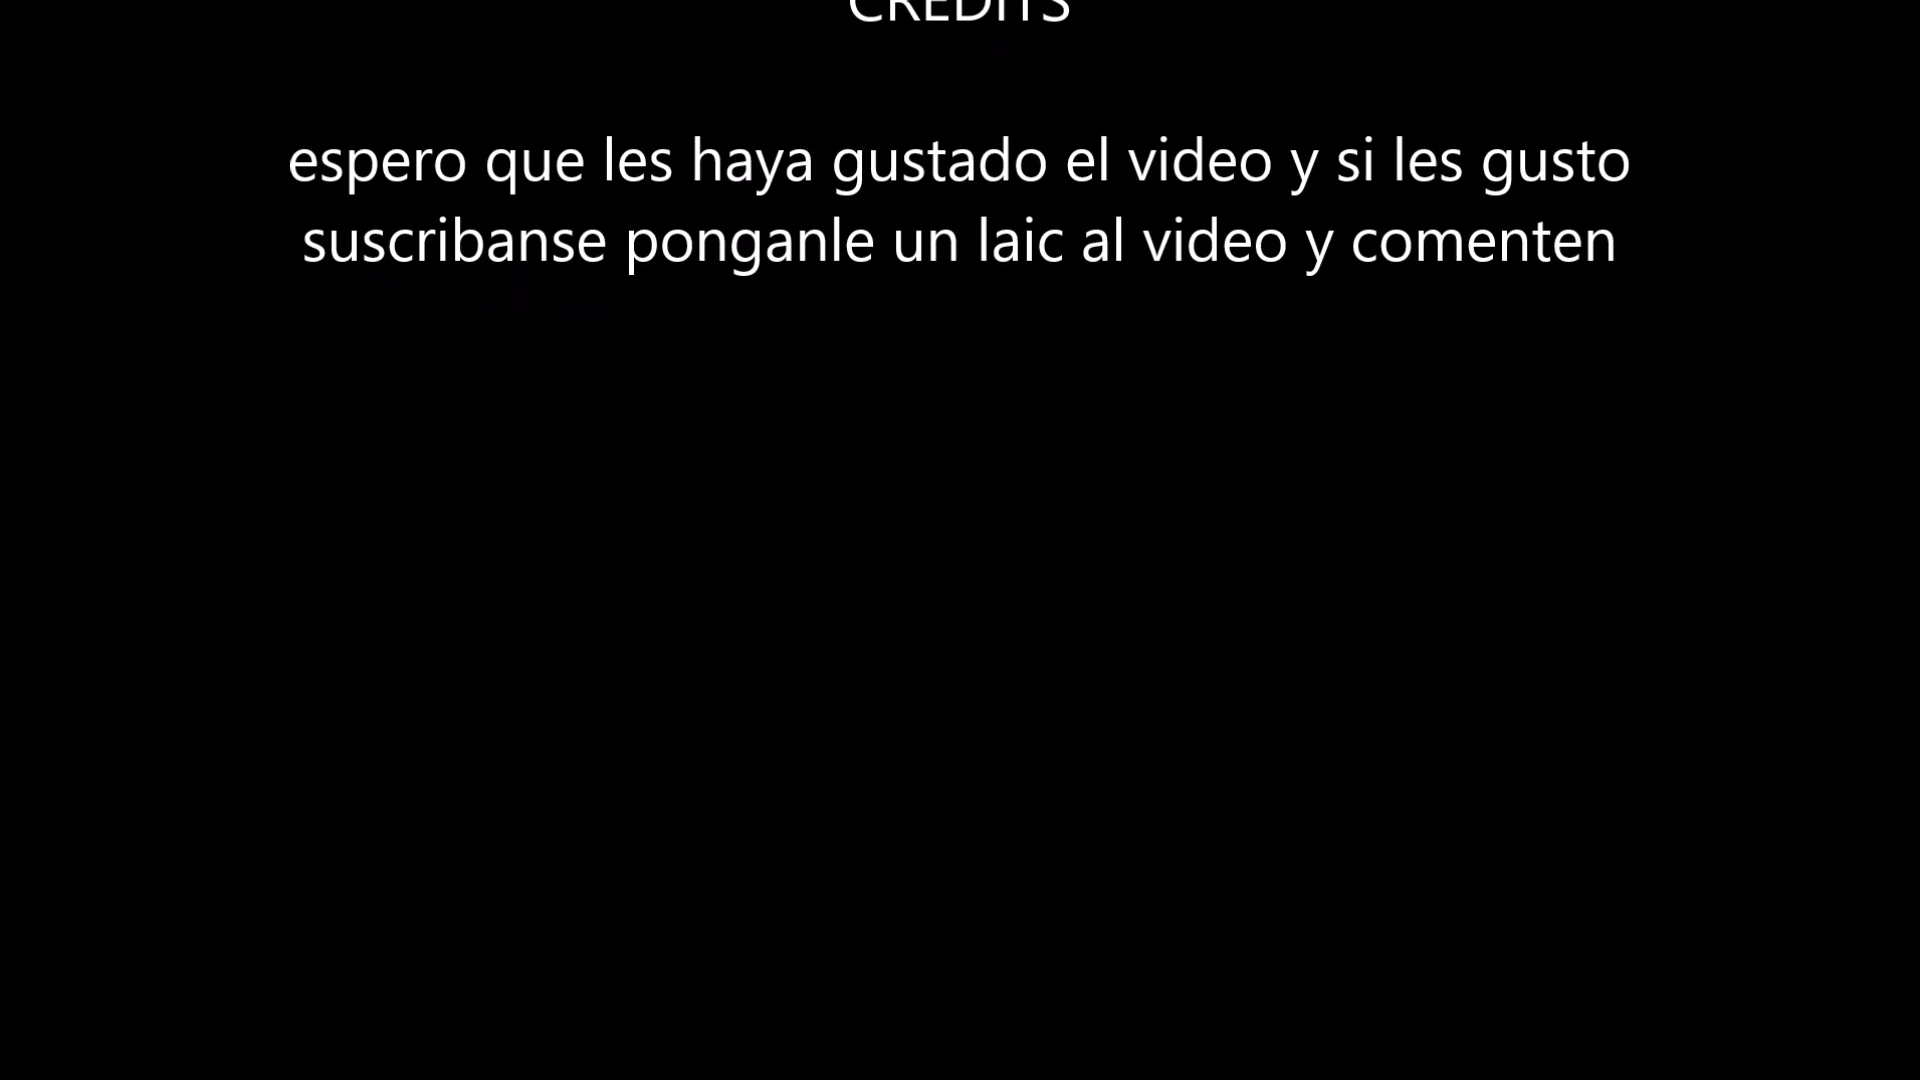 CREDITS
espero que les haya gustado el video y si les gusto
suscribanse ponganle un laic al video y comenten